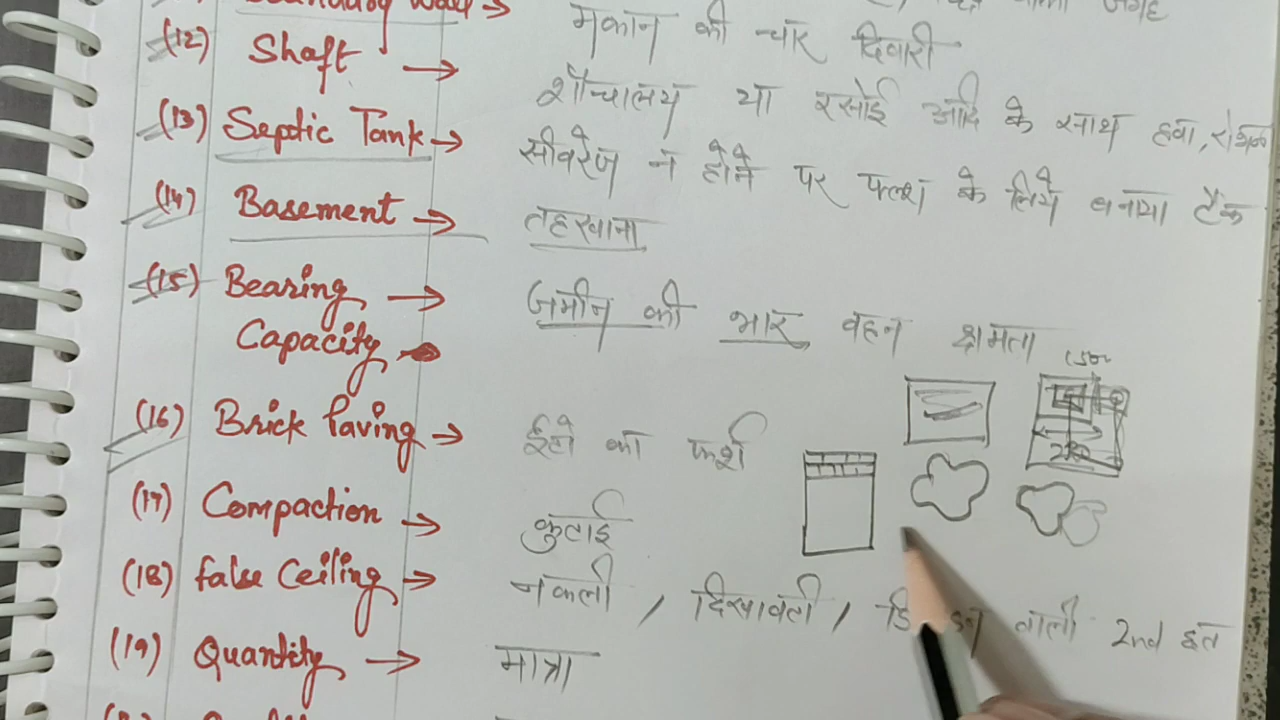 Boundary Wall → मकान की चार दिवारी
(12) Shaft → शौचालय या रसोई आदि के साथ हवा, रोशनी
(13) Septic Tank → सीवरेज न होने पर फ्लश के लिये बनाया टैंक
(14) Basement → तहखाना
(15) Bearing → जमीन की भार वहन क्षमता
Capacity
(16) Brick Paving → ईंटो का फर्श
(17) Compaction → कुटाई
(18) false Ceiling → नकली / दिखावटी / वाली 2nd छत
(19) Quantity → मात्रा